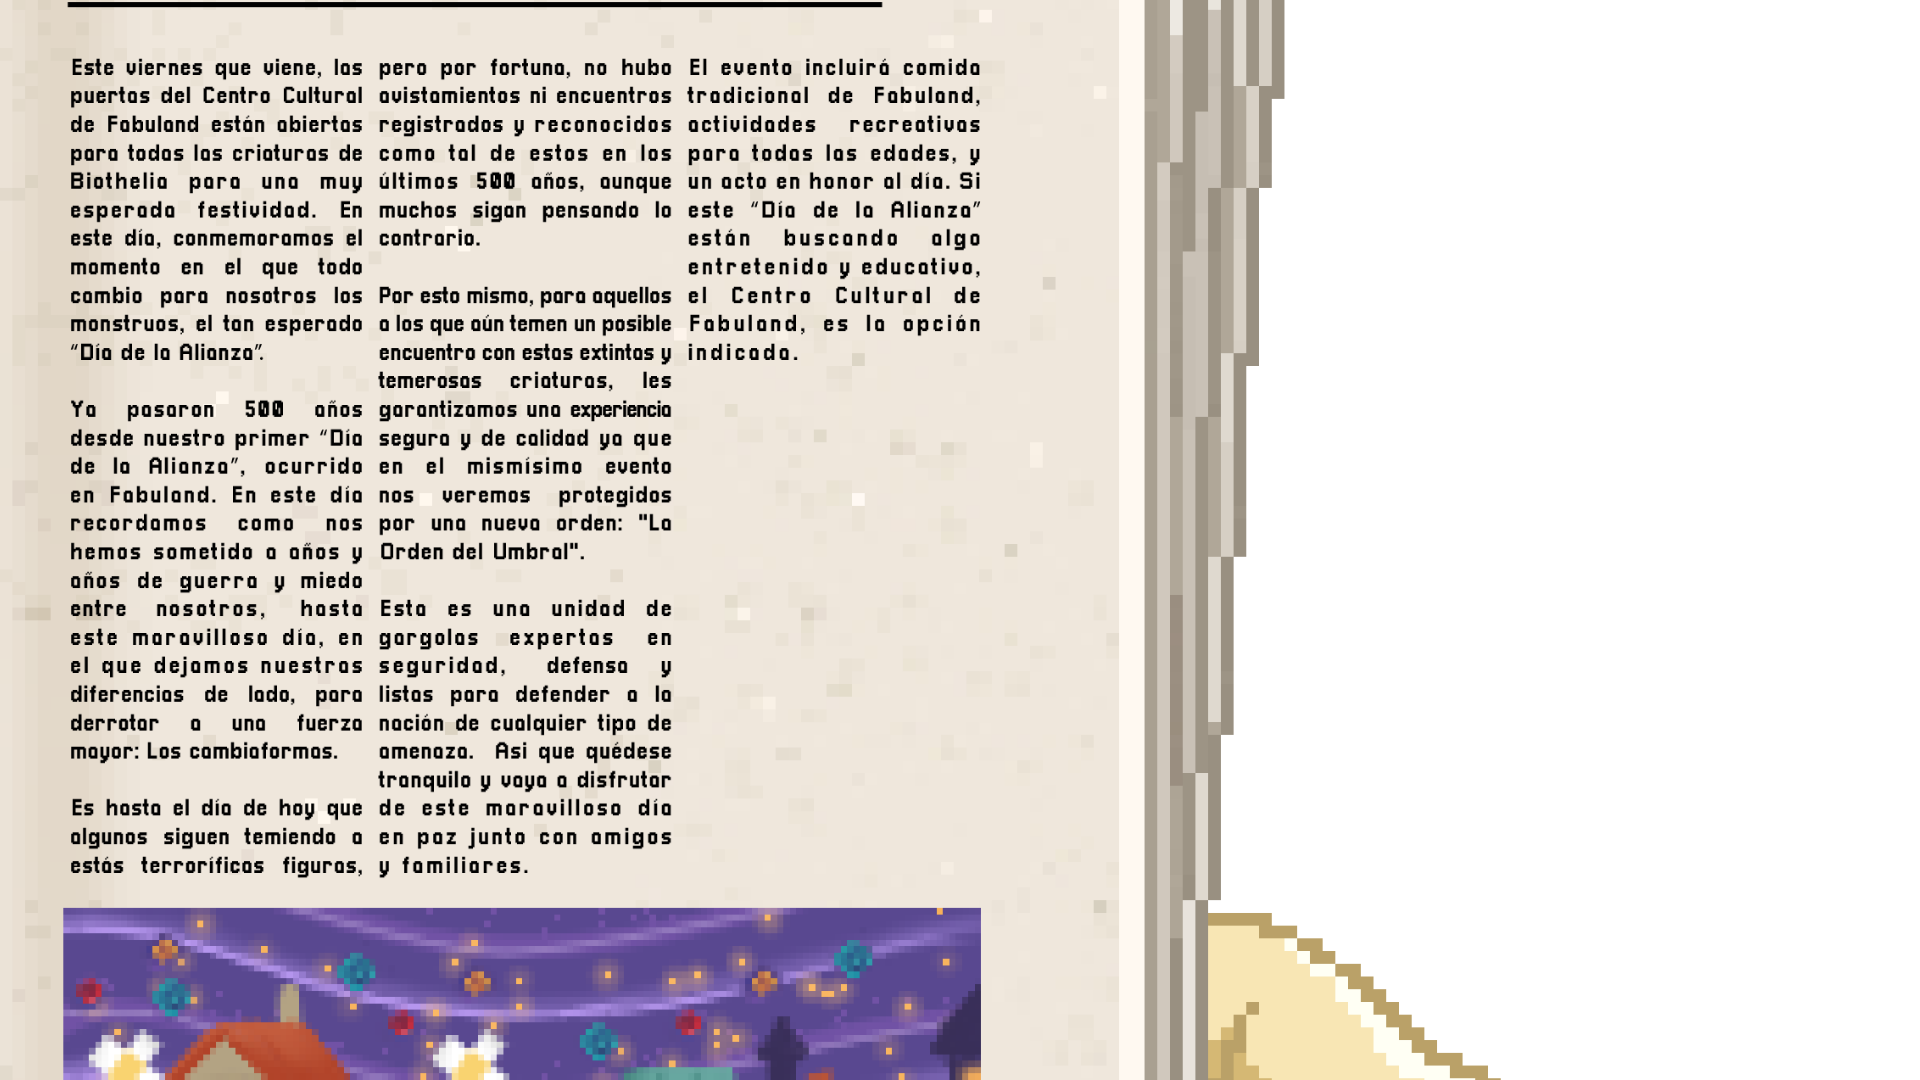 Este viernes que viene, las
puertas del Centro Cultural
de Fabuland están abiertas
para todas las criaturas de
Biathelia para una muy
esperada festividad. En
este día, conmemoramos el
momento en el que todo
cambio para nosotros los
monstruos, el tan esperado
“Día de la Alianza”.
Ya pasaron 500 años
desde nuestro primer “Día
de la Alianza”, ocurrido
en Fabuland. En este día
recordamos como nos
hemos sometido a años y
años de guerra y miedo
entre nosotros, hasta
este maravilloso día, en
el que dejamos nuestras
diferencias de lado, para
derrotar a una fuerza
mayor: Los cambiaformas.
Es hasta el día de hoy que
algunos siguen temiendo a
estás terroríficas figuras,
pero por fortuna, no hubo
avistamientos ni encuentros
registrados y reconocidos
como tal de estos en los
últimos 500 años, aunque
muchos sigan pensando lo
contrario.
Por esto mismo, para aquellos
a los que aún temen un posible
encuentro con estas extintas y
temerosas criaturas, les
garantizamos una experiencia
segura y de calidad ya que
en el mismísimo evento
nos veremos protegidos
por una nueva orden: "La
Orden del Umbral".
Esta es una unidad de
gargolas expertas en
seguridad, defensa y
listas para defender a la
nación de cualquier tipo de
amenaza. Asi que quédese
tranquilo y vaya a disfrutar
de este maravilloso día
en paz junto con amigos
y familiares.
El evento incluirá comida
tradicional de Fabuland,
actividades recreativas
para todas las edades, y
un acto en honor al día. Si
este “Día de la Alianza”
están buscando algo
entretenido y educativo,
el Centro Cultural de
Fabuland, es la opción
indicada.